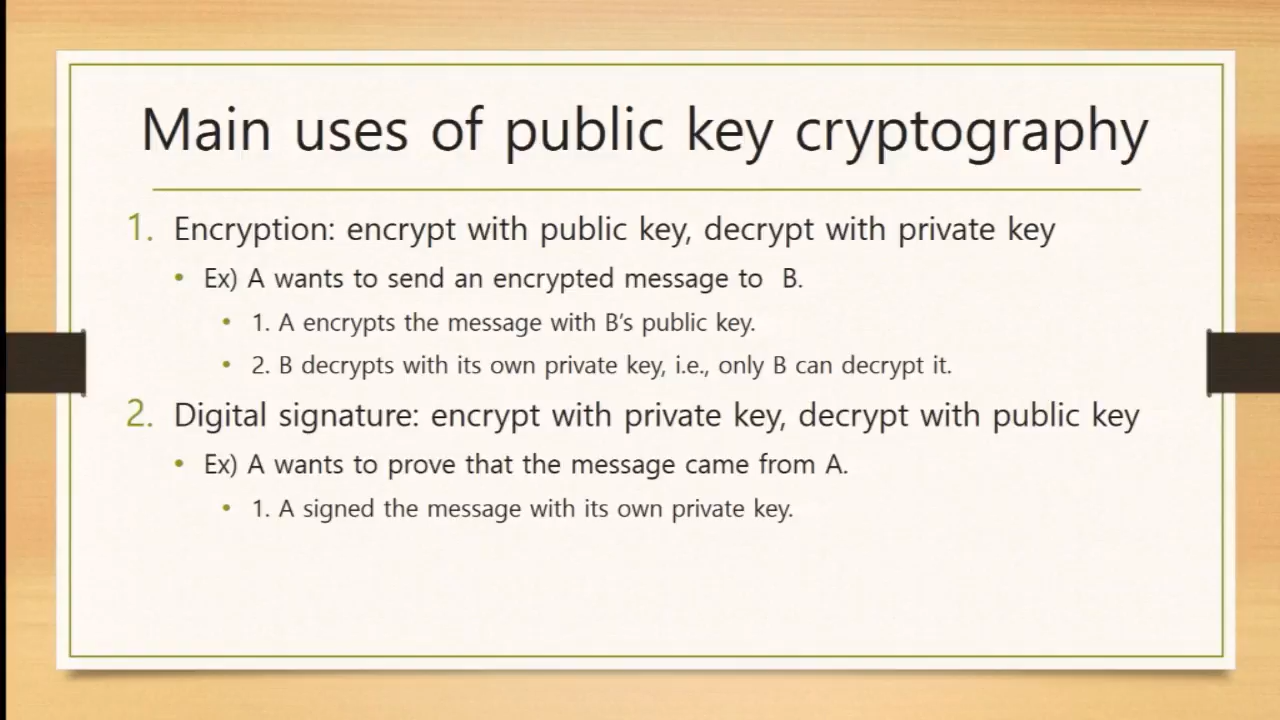 Main uses of public key cryptography
1. Encryption: encrypt with public key, decrypt with private key
• Ex) A wants to send an encrypted message to B.
• 1. A encrypts the message with B’s public key.
• 2. B decrypts with its own private key, i.e., only B can decrypt it.
2. Digital signature: encrypt with private key, decrypt with public key
• Ex) A wants to prove that the message came from A.
• 1. A signed the message with its own private key.